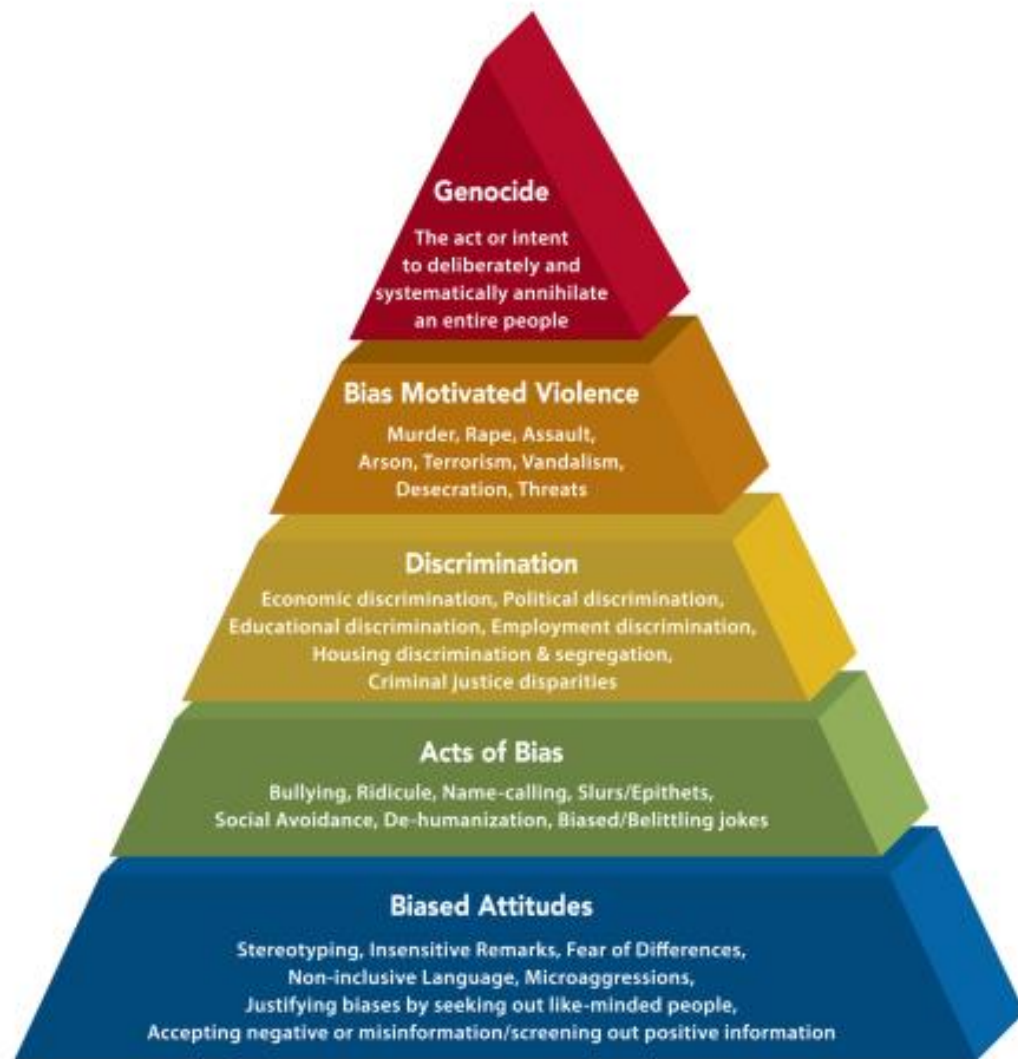 Genocide
The act or intent
to deliberately and
systematically annihilate
an entire people
Bias Motivated Violence
Murder, Rape, Assault,
Arson, Terrorism, Vandalism,
Desecration, Threats
Discrimination
Economic discrimination, Political discrimination,
Educational discrimination, Employment discrimination,
Housing discrimination & segregation,
Criminal justice disparities
Acts of Bias
Bullying, Ridicule, Name-calling, Slurs/Epithets,
Social Avoidance, De-humanization, Biased/Belittling jokes
Biased Attitudes
Stereotyping, Insensitive Remarks, Fear of Differences,
Non-inclusive Language, Microaggressions,
Justifying biases by seeking out like-minded people,
Accepting negative or misinformation/screening out positive information